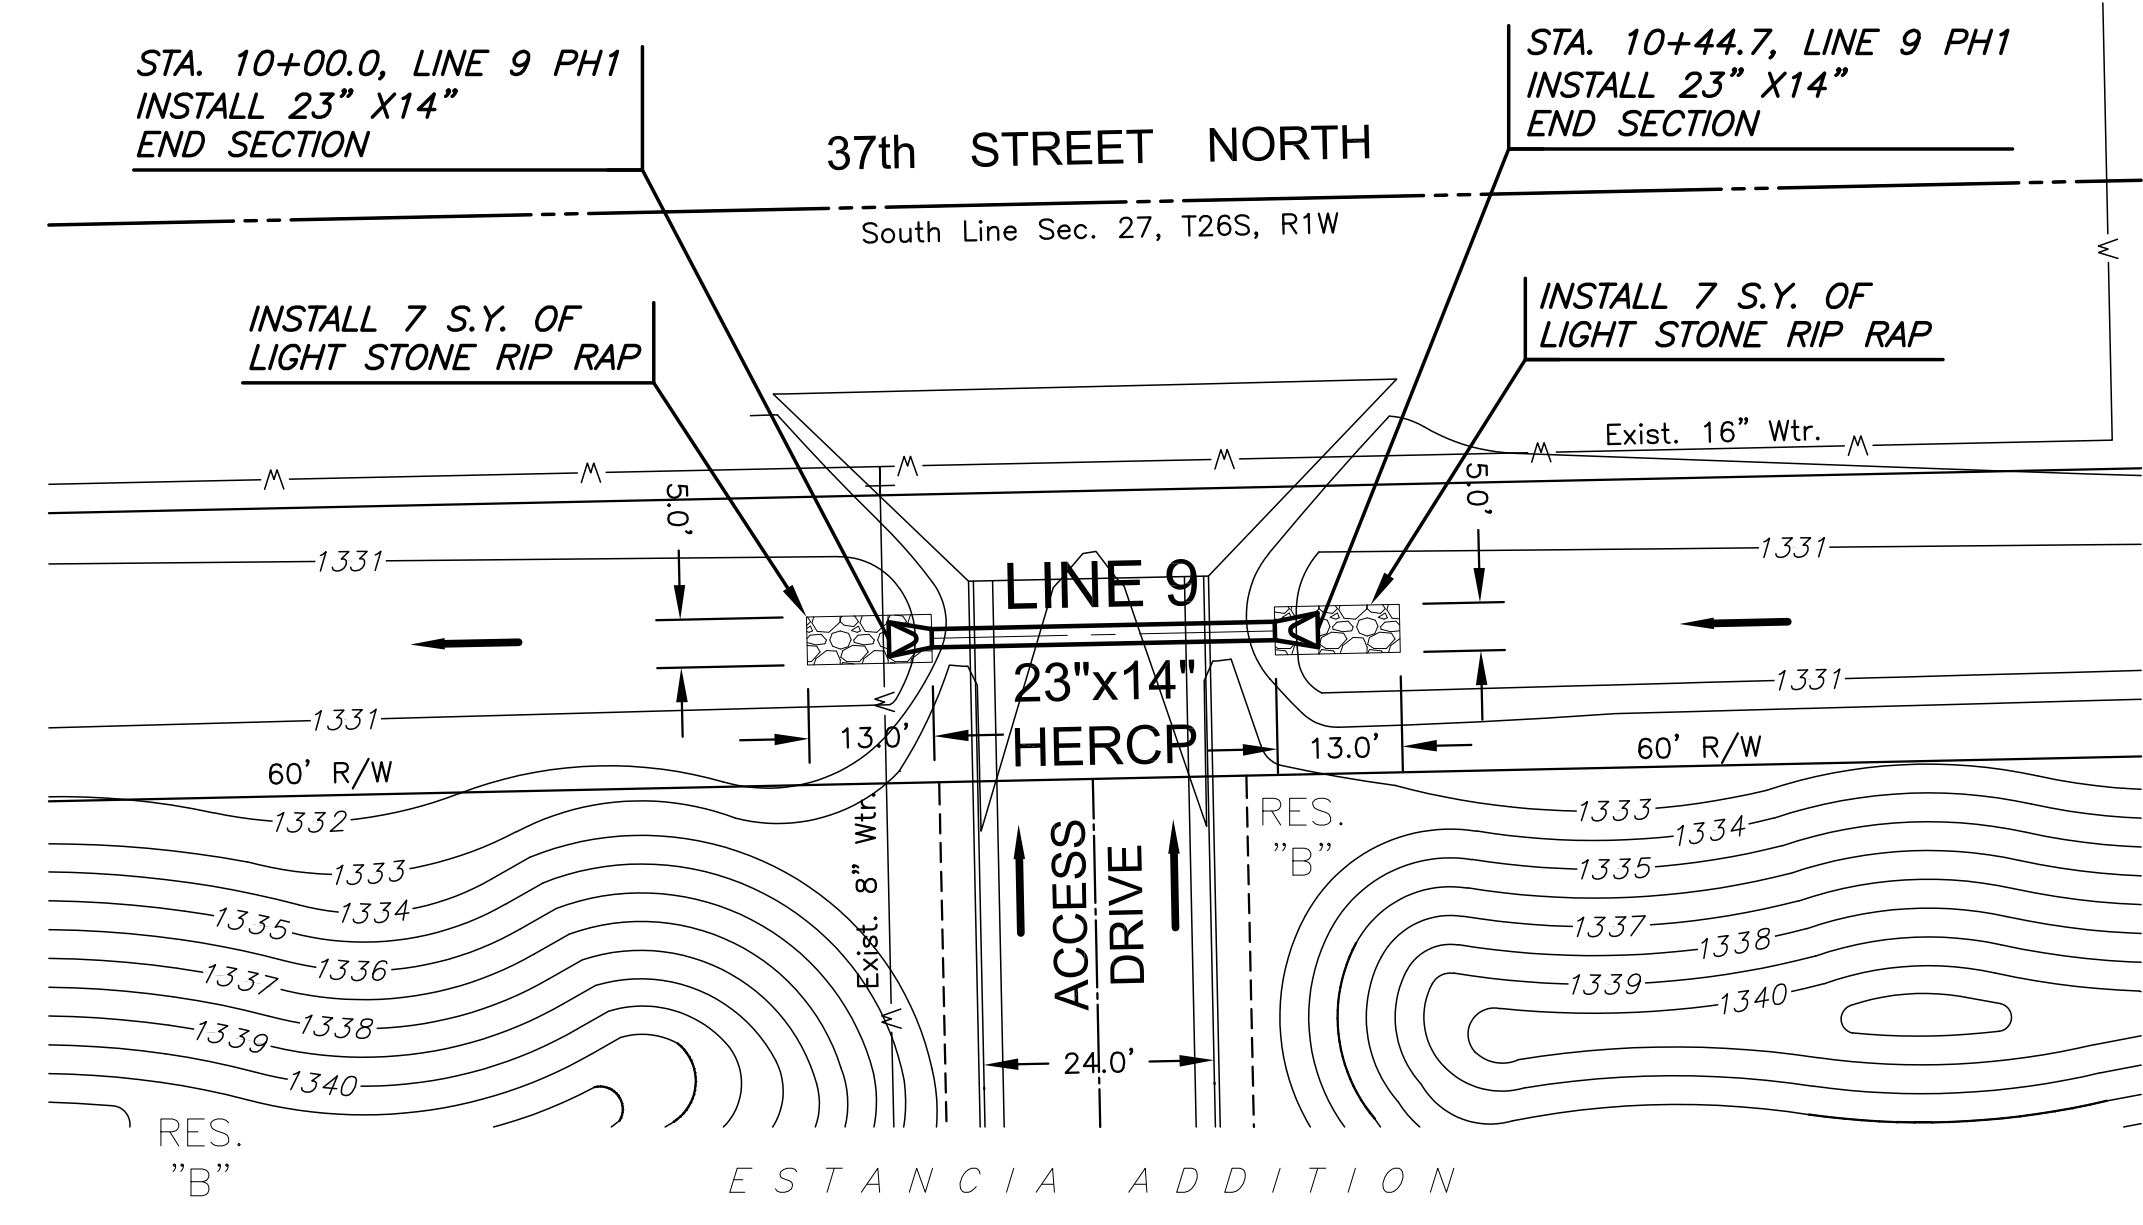 STA. 10+00.0, LINE 9 PH1
INSTALL 23” X14”
END SECTION
STA. 10+44.7, LINE 9 PH1
INSTALL 23” X14”
END SECTION
37th STREET NORTH
South Line Sec. 27, T26S, R1W
INSTALL 7 S.Y. OF
LIGHT STONE RIP RAP
INSTALL 7 S.Y. OF
LIGHT STONE RIP RAP
W
Exist. 16” Wtr.
W
W
W
W
W
W
5.0’
5.0’
1331
1331
LINE 9
23"x14"
HERCP
1331
1331
W
13.0’
13.0’
60’ R/W
60’ R/W
1332
1333
1334
1335
1336
1337
1338
1339
1340
Exist. 8” Wtr.
W
ACCESS
DRIVE
24.0’
RES.
”B”
1333
1334
1335
1337
1338
1339
1340
RES.
”B”
ESTANCIA ADDITION